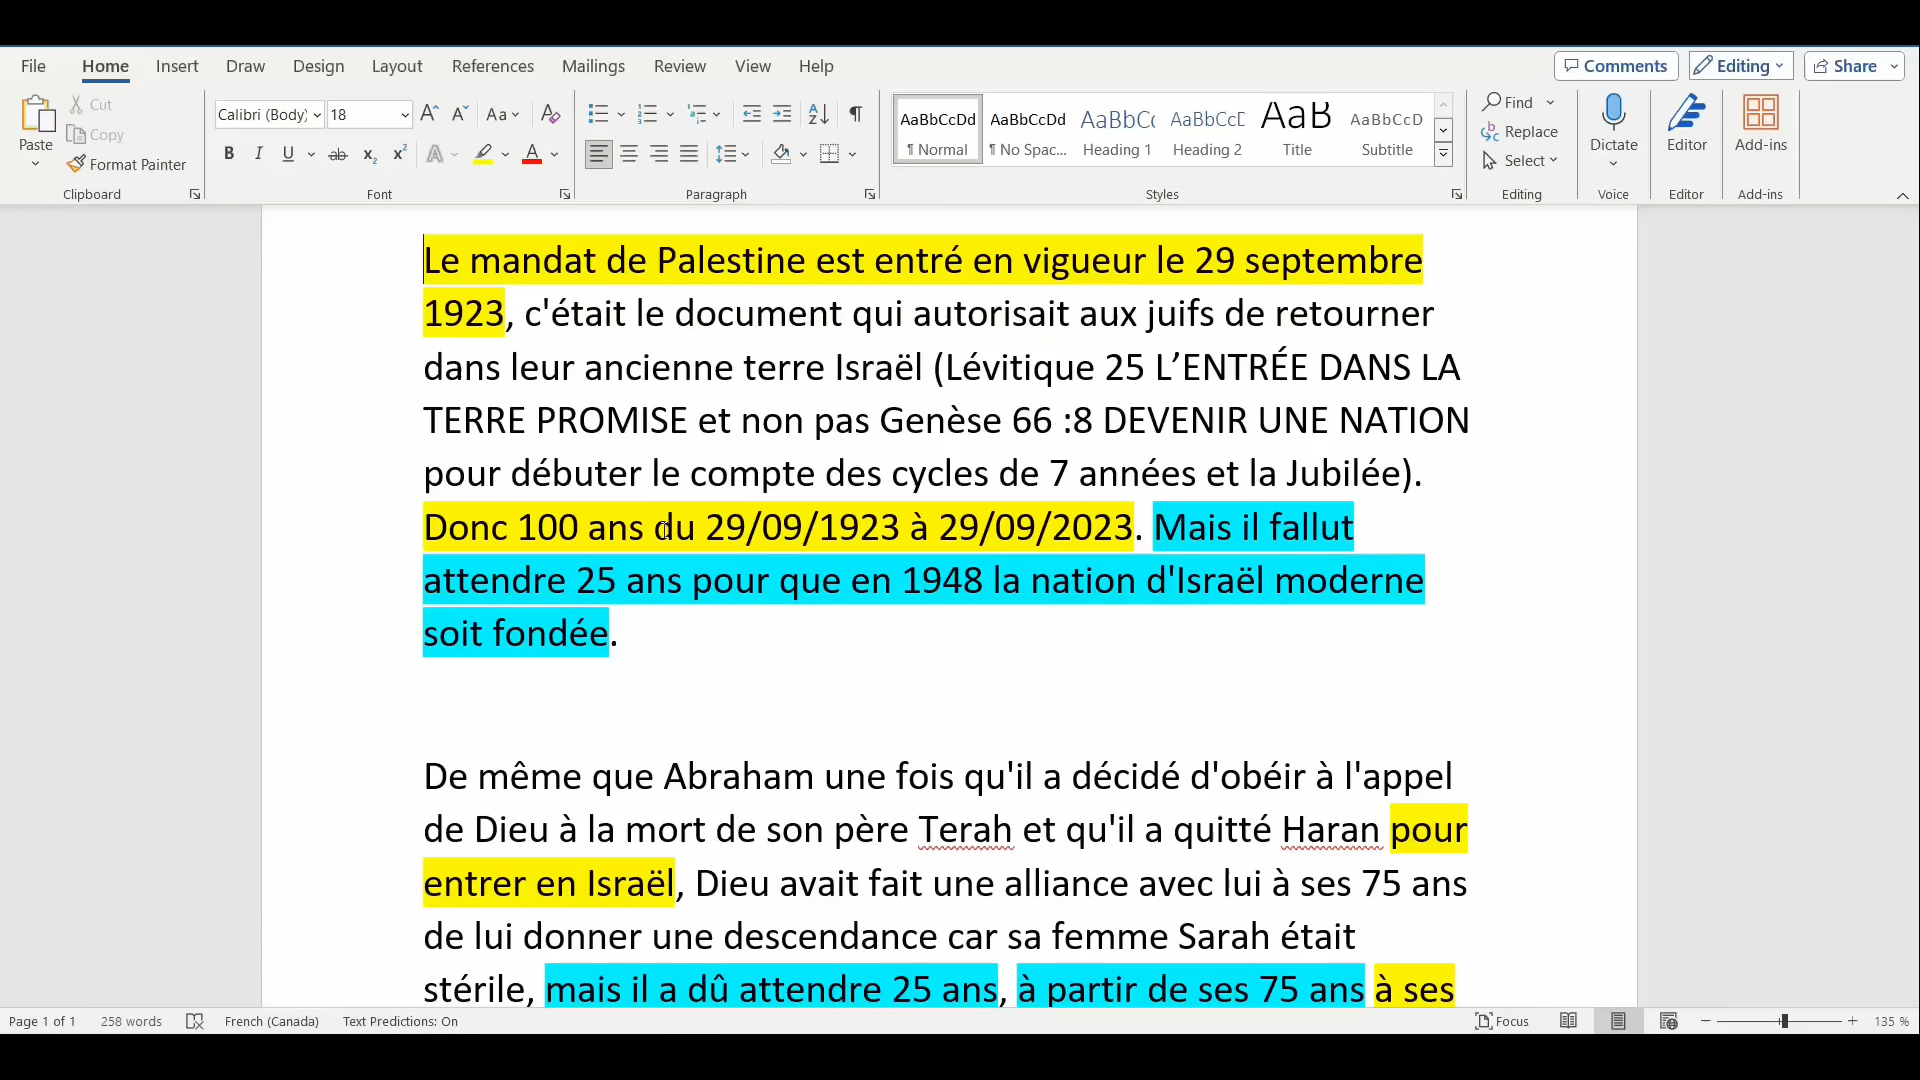 File Home Insert Draw Design Layout References Mailings Review View Help Comments Editing Share
Paste Cut Copy Format Painter Clipboard
Calibri (Body) 18 Aa
B I U ab x₂ x² A A
Font
Paragraph
AaBbCcDd ¶ Normal
AaBbCcDd ¶ No Spac...
AaBbCc Heading 1
AaBbCcD Heading 2
AaB Title
AaBbCcD Subtitle
Styles
Find Replace Select Editing
Dictate Voice
Editor Editor
Add-ins Add-ins
Le mandat de Palestine est entré en vigueur le 29 septembre
1923, c'était le document qui autorisait aux juifs de retourner
dans leur ancienne terre Israël (Lévitique 25 L’ENTRÉE DANS LA
TERRE PROMISE et non pas Genèse 66 :8 DEVENIR UNE NATION
pour débuter le compte des cycles de 7 années et la Jubilée).
Donc 100 ans du 29/09/1923 à 29/09/2023. Mais il fallut
attendre 25 ans pour que en 1948 la nation d'Israël moderne
soit fondée.
De même que Abraham une fois qu'il a décidé d'obéir à l'appel
de Dieu à la mort de son père Terah et qu'il a quitté Haran pour
entrer en Israël, Dieu avait fait une alliance avec lui à ses 75 ans
de lui donner une descendance car sa femme Sarah était
stérile, mais il a dû attendre 25 ans, à partir de ses 75 ans à ses
Page 1 of 1 258 words French (Canada) Text Predictions: On Focus 135 %